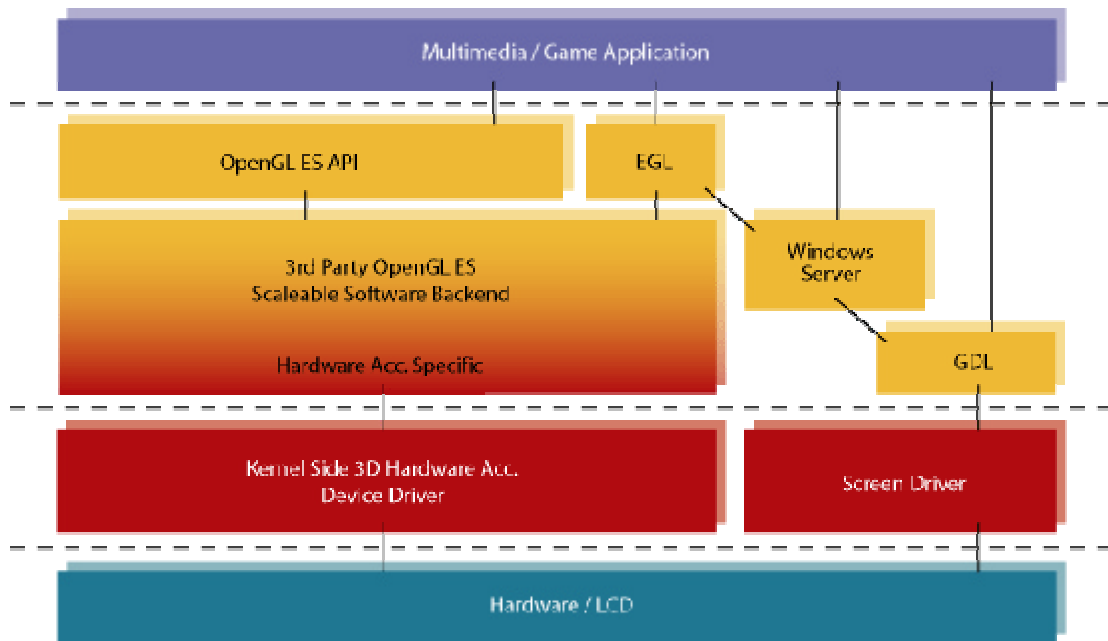 Multimedia / Game Application
OpenGL ES API
EGL
3rd Party OpenGL ES
Scaleable Software Backend
Windows
Server
Hardware Acc. Specific
GDL
Kernel Side 3D Hardware Acc.
Device Driver
Screen Driver
Hardware / LCD